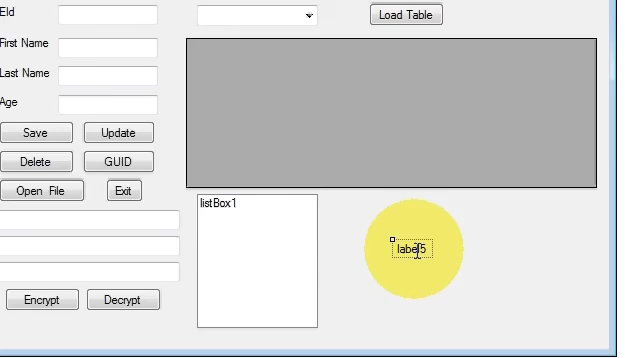 EId
Load Table
First Name
Last Name
Age
Save
Update
Delete
GUID
Open File
Exit
listBox1
label5
Encrypt
Decrypt